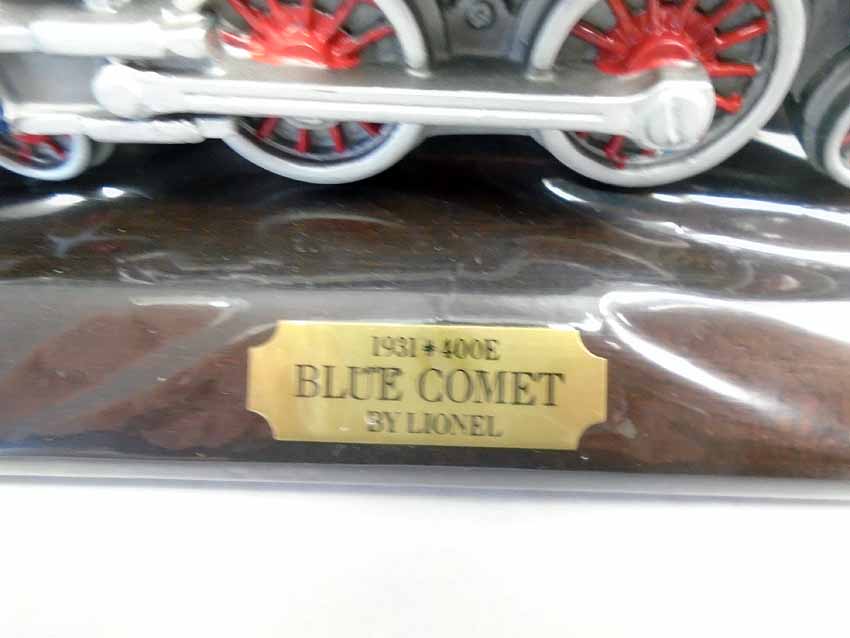 1931 * 400E
BLUE COMET
BY LIONEL